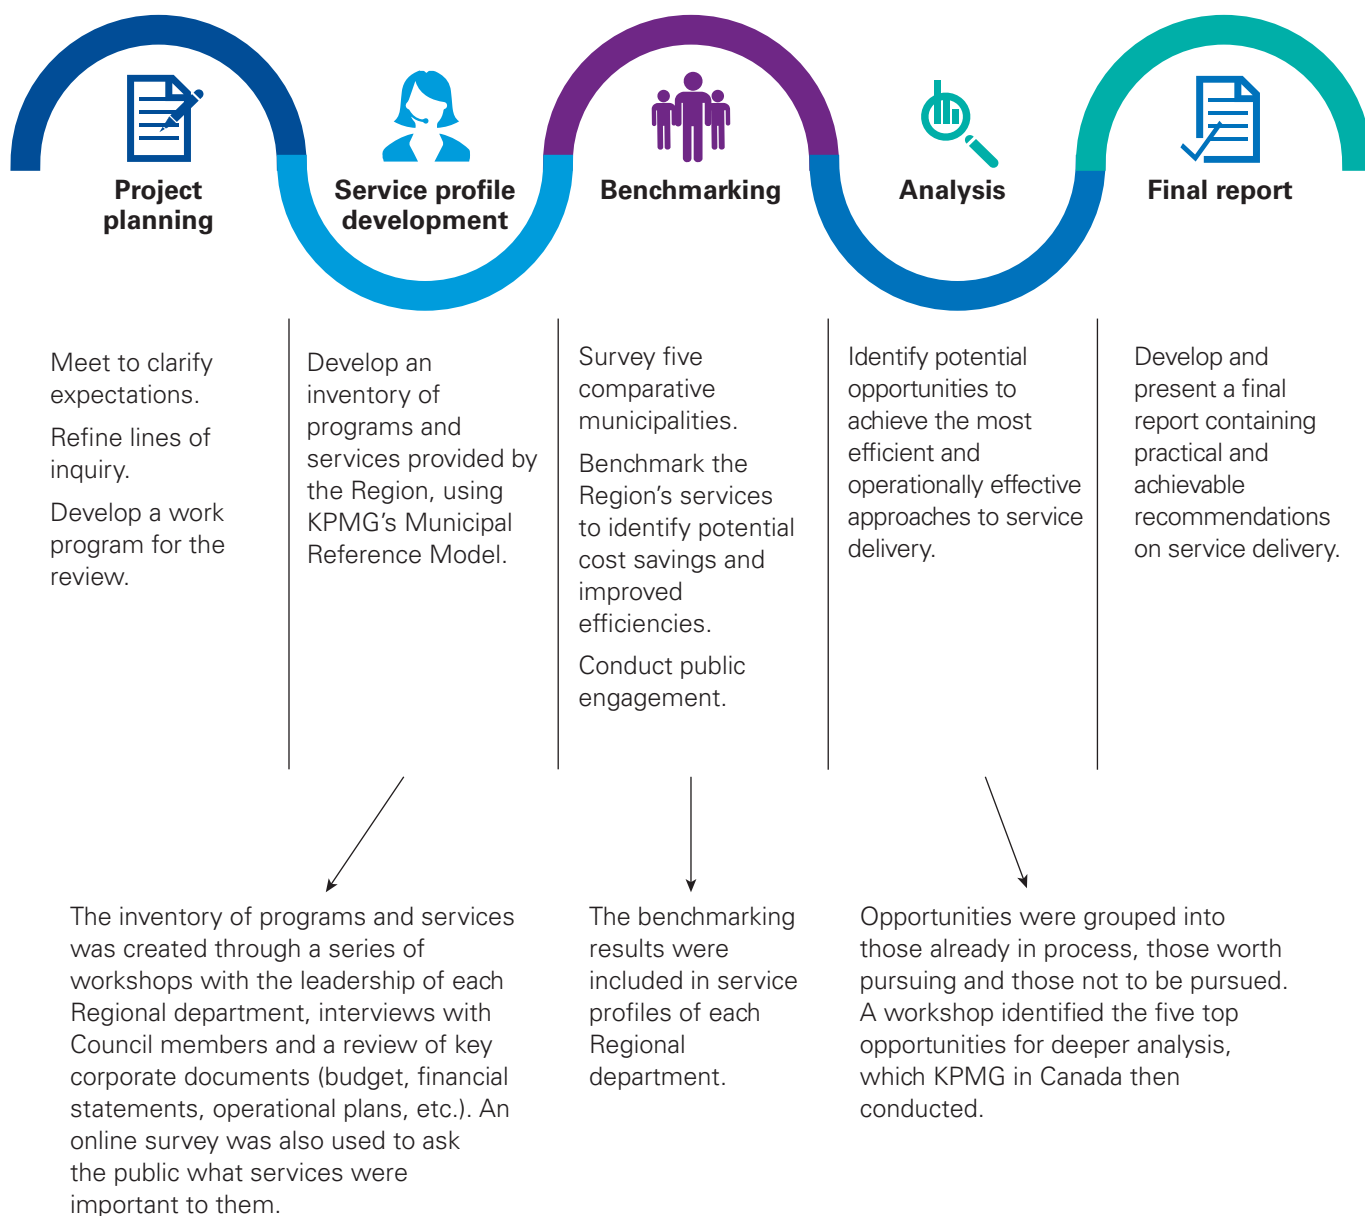 Project
planning
Service profile
development
Benchmarking
Analysis
Final report
Meet to clarify
expectations.
Refine lines of
inquiry.
Develop a work
program for the
review.
Develop an
inventory of
programs and
services provided by
the Region, using
KPMG’s Municipal
Reference Model.
Survey five
comparative
municipalities.
Benchmark the
Region’s services
to identify potential
cost savings and
improved
efficiencies.
Conduct public
engagement.
Identify potential
opportunities to
achieve the most
efficient and
operationally effective
approaches to service
delivery.
Develop and
present a final
report containing
practical and
achievable
recommendations
on service delivery.
The inventory of programs and services
was created through a series of
workshops with the leadership of each
Regional department, interviews with
Council members and a review of key
corporate documents (budget, financial
statements, operational plans, etc.). An
online survey was also used to ask
the public what services were
important to them.
The benchmarking
results were
included in service
profiles of each
Regional
department.
Opportunities were grouped into
those already in process, those worth
pursuing and those not to be pursued.
A workshop identified the five top
opportunities for deeper analysis,
which KPMG in Canada then
conducted.